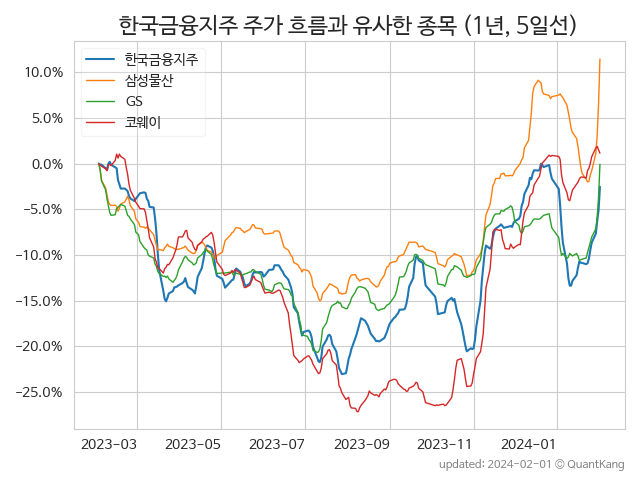 한국금융지주 주가 흐름과 유사한 종목 (1년, 5일선)
한국금융지주
삼성물산
GS
코웨이
10.0%
5.0%
0.0%
-5.0%
-10.0%
-15.0%
-20.0%
-25.0%
2023-03 2023-05 2023-07 2023-09 2023-11 2024-01
updated: 2024-02-01 © QuantKang